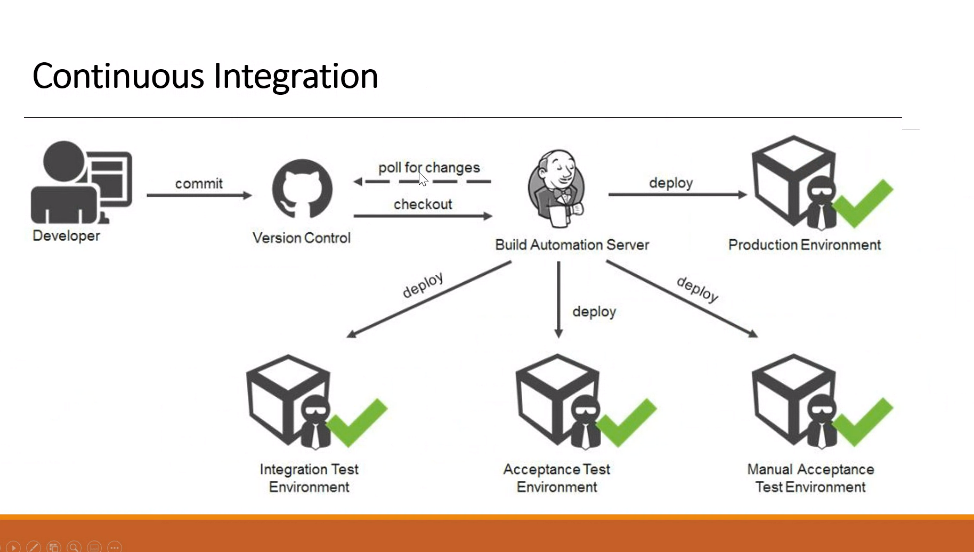 Continuous Integration
poll for changes
commit
checkout
deploy
Developer
Version Control
Build Automation Server
Production Environment
deploy
deploy
deploy
Integration Test
Environment
Acceptance Test
Environment
Manual Acceptance
Test Environment